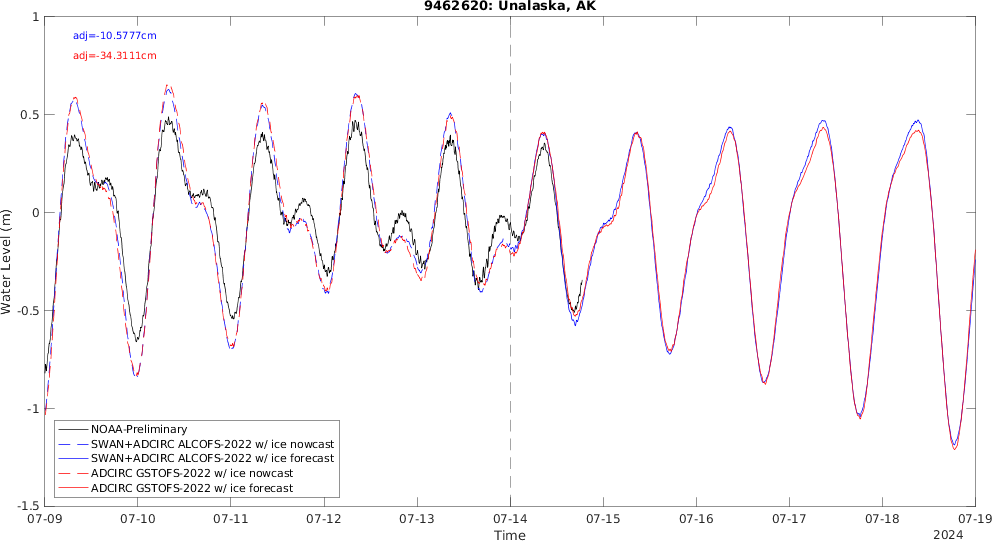 9462620: Unalaska, AK
adj=-10.5777cm
adj=-34.3111cm
1
0.5
0
-0.5
-1
-1.5
Water Level (m)
NOAA-Preliminary
SWAN+ADCIRC ALCOFS-2022 w/ ice nowcast
SWAN+ADCIRC ALCOFS-2022 w/ ice forecast
ADCIRC GSTOFS-2022 w/ ice nowcast
ADCIRC GSTOFS-2022 w/ ice forecast
07-09 07-10 07-11 07-12 07-13 07-14 07-15 07-16 07-17 07-18 07-19
Time
2024